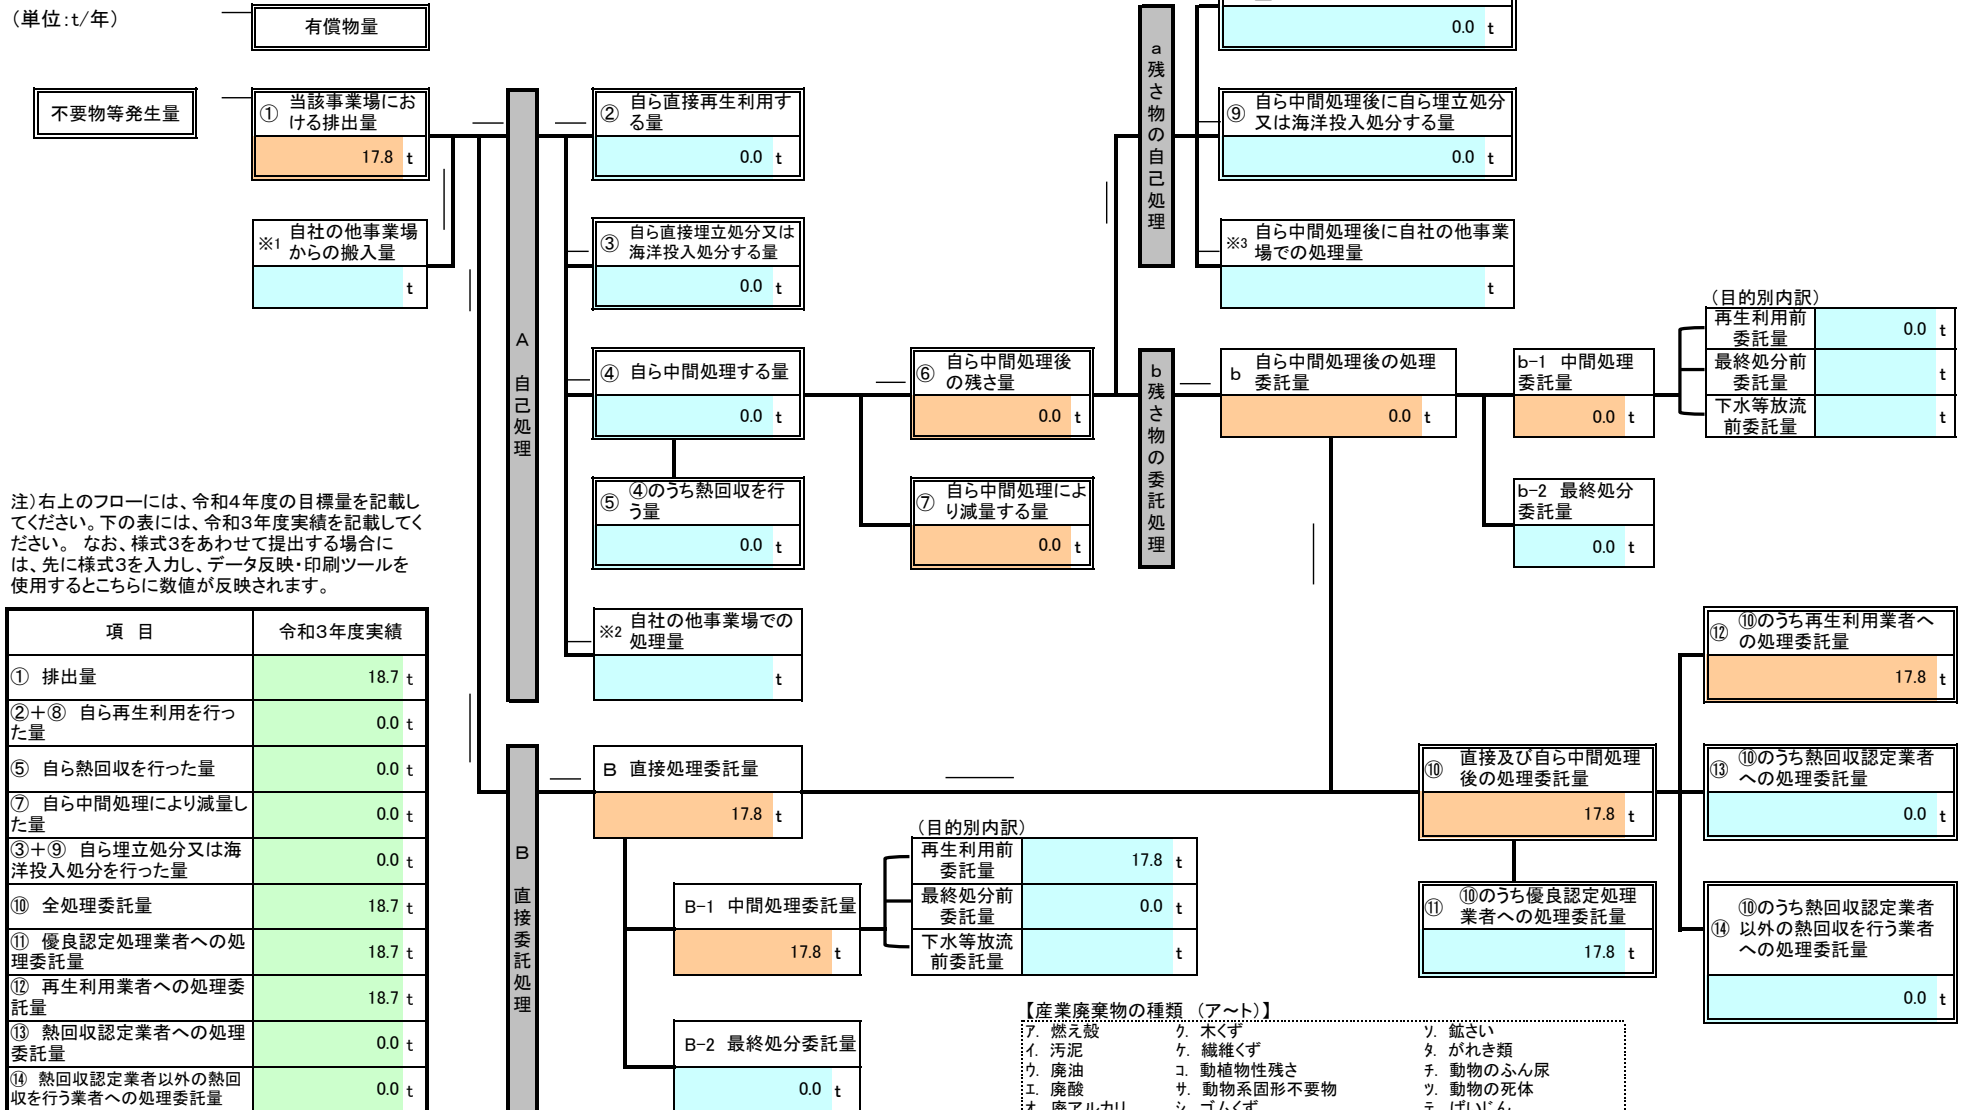 （単位:ｔ/年）
有償物量
0.0 t
不要物等発生量
① 当該事業場にお
ける排出量
17.8 t
※1 自社の他事業場
からの搬入量
t
A 自己処理
② 自ら直接再生利用す
る量
0.0 t
③ 自ら直接埋立処分又は
海洋投入処分する量
0.0 t
④ 自ら中間処理する量
0.0 t
⑤ ④のうち熱回収を行
う量
0.0 t
※2 自社の他事業場での
処理量
t
⑥ 自ら中間処理後
の残さ量
0.0 t
⑦ 自ら中間処理によ
り減量する量
0.0 t
a 残さ物の自己処理
⑨ 自ら中間処理後に自ら埋立処分
又は海洋投入処分する量
0.0 t
※3 自ら中間処理後に自社の他事業
場での処理量
t
b 残さ物の委託処理
b 自ら中間処理後の処理
委託量
0.0 t
b-1 中間処理
委託量
0.0 t
b-2 最終処分
委託量
0.0 t
（目的別内訳）
再生利用前
委託量
0.0 t
最終処分前
委託量
t
下水等放流
前委託量
t
注）右上のフローには、令和４年度の目標量を記載し
てください。下の表には、令和３年度実績を記載してく
ださい。 なお、様式３をあわせて提出する場合に
は、先に様式３を入力し、データ反映・印刷ツールを
使用するとこちらに数値が反映されます。
項 目 令和３年度実績
① 排出量 18.7 t
②＋⑧ 自ら再生利用を行っ
た量 0.0 t
⑤ 自ら熱回収を行った量 0.0 t
⑦ 自ら中間処理により減量し
た量 0.0 t
③＋⑨ 自ら埋立処分又は海
洋投入処分を行った量 0.0 t
⑩ 全処理委託量 18.7 t
⑪ 優良認定処理業者への処
理委託量 18.7 t
⑫ 再生利用業者への処理委
託量 18.7 t
⑬ 熱回収認定業者への処理
委託量 0.0 t
⑭ 熱回収認定業者以外の熱回
収を行う業者への処理委託量 0.0 t
B 直接委託処理
B 直接処理委託量
17.8 t
B-1 中間処理委託量
17.8 t
B-2 最終処分委託量
0.0 t
（目的別内訳）
再生利用前
委託量
17.8 t
最終処分前
委託量
0.0 t
下水等放流
前委託量
t
⑩ 直接及び自ら中間処理
後の処理委託量
17.8 t
⑪ ⑩のうち優良認定処理
業者への処理委託量
17.8 t
⑫ ⑩のうち再生利用業者へ
の処理委託量
17.8 t
⑬ ⑩のうち熱回収認定業者
への処理委託量
0.0 t
⑭ ⑩のうち熱回収認定業者
以外の熱回収を行う業者
への処理委託量
0.0 t
【産業廃棄物の種類 （ア～ト）】
ｱ. 燃え殻 ｸ. 木くず ｿ. 鉱さい
ｲ. 汚泥 ｹ. 繊維くず ﾀ. がれき類
ｳ. 廃油 ｺ. 動植物性残さ ﾁ. 動物のふん尿
ｴ. 廃酸 ｻ. 動物系固形不要物 ﾂ. 動物の死体
ｵ. 廃アルカリ ｼ. ゴムくず ﾃ. ばいじん